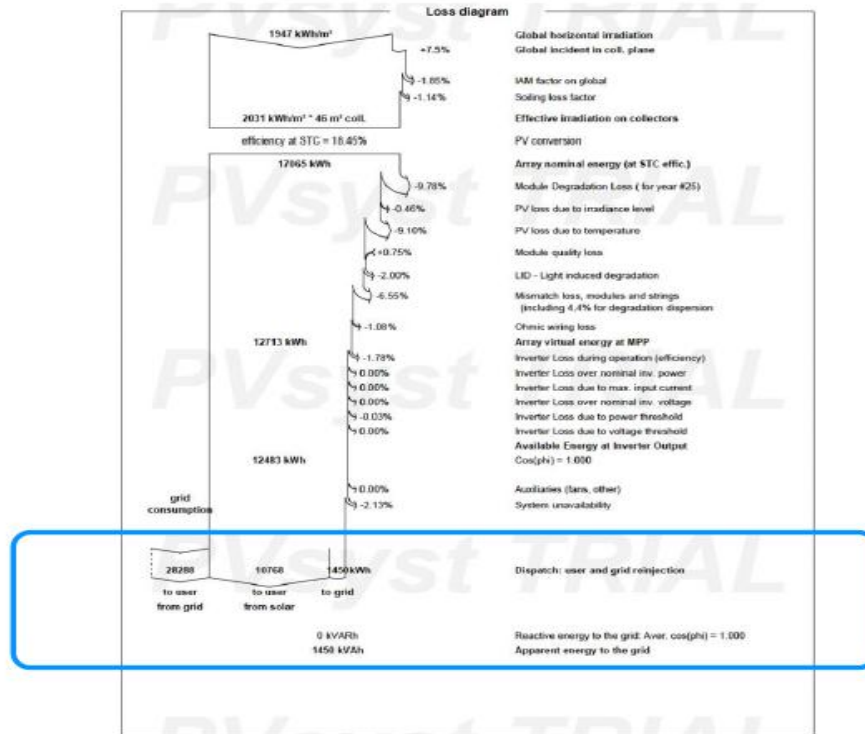 Loss diagram
1947 kWh/m² Global horizontal irradiation
+7.5% Global incident in coll. plane
-1.85% IAM factor on global
-1.14% Soiling loss factor
2031 kWh/m² * 46 m² coll. Effective irradiation on collectors
efficiency at STC = 18.45% PV conversion
17065 kWh Array nominal energy (at STC effic.)
-9.78% Module Degradation Loss ( for year #25)
-0.46% PV loss due to irradiance level
-9.10% PV loss due to temperature
+0.75% Module quality loss
-2.00% LID - Light induced degradation
-6.55% Mismatch loss, modules and strings
(including 4.4% for degradation dispersion
-1.08% Ohmic wiring loss
12713 kWh Array virtual energy at MPP
-1.78% Inverter Loss during operation (efficiency)
0.00% Inverter Loss over nominal inv. power
0.00% Inverter Loss due to max. input current
0.00% Inverter Loss over nominal inv. voltage
-0.03% Inverter Loss due to power threshold
0.00% Inverter Loss due to voltage threshold
Available Energy at Inverter Output
12483 kWh Cos(phi) = 1.000
0.00% Auxiliaries (fans, other)
grid
consumption
-2.13% System unavailability
28288 10768 1450kWh Dispatch: user and grid reinjection
to user to user to grid
from grid from solar
0 kVARh Reactive energy to the grid: Aver. cos(phi) = 1.000
1450 kVAh Apparent energy to the grid
PVsyst TRIAL
PVsyst TRIAL
PVsyst TRIAL
PVsyst TRIAL
PVsyst TRIAL